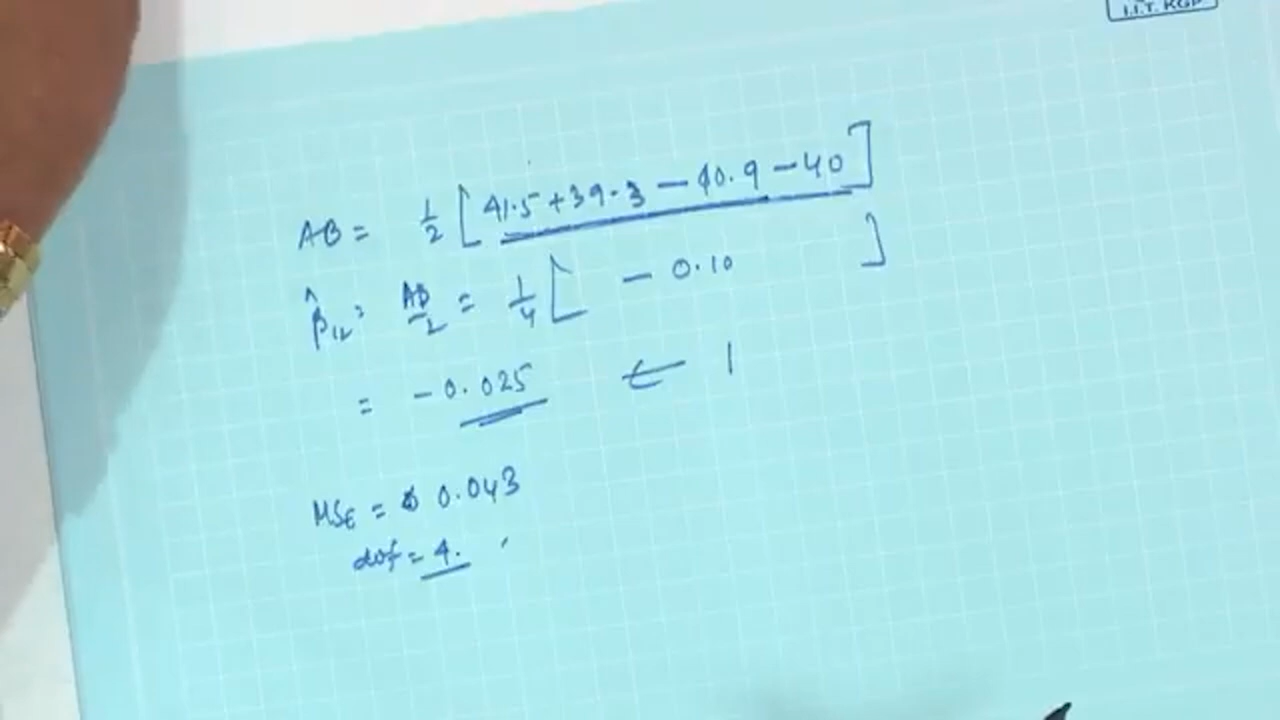 I.I.T. KGP
AB = 1/2 [41.5 + 39.3 - 40.9 - 40]
β̂12 = AB/2 = 1/4 [ - 0.10 ]
= - 0.025 ← 1
MSE = 0.043
dof = 4.